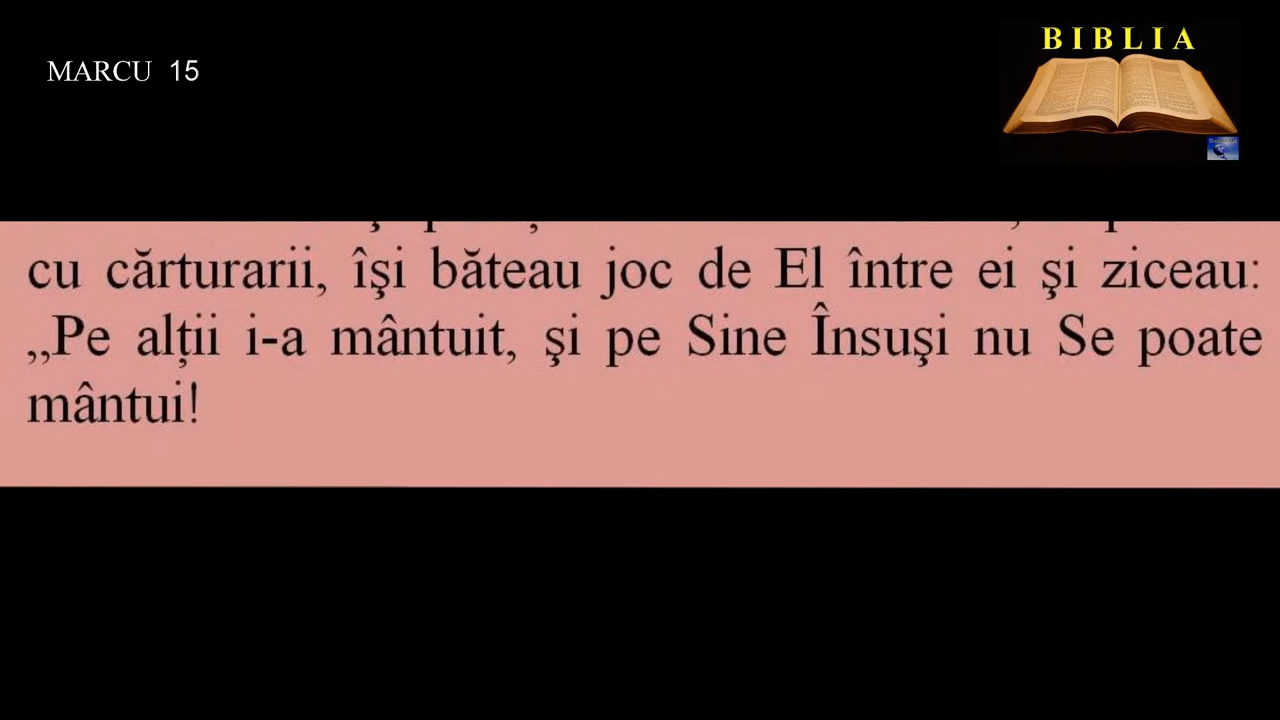 BIBLIA
MARCU 15
cu cărturarii, îşi băteau joc de El între ei şi ziceau:
„Pe alții i-a mântuit, şi pe Sine Însuşi nu Se poate
mântui!